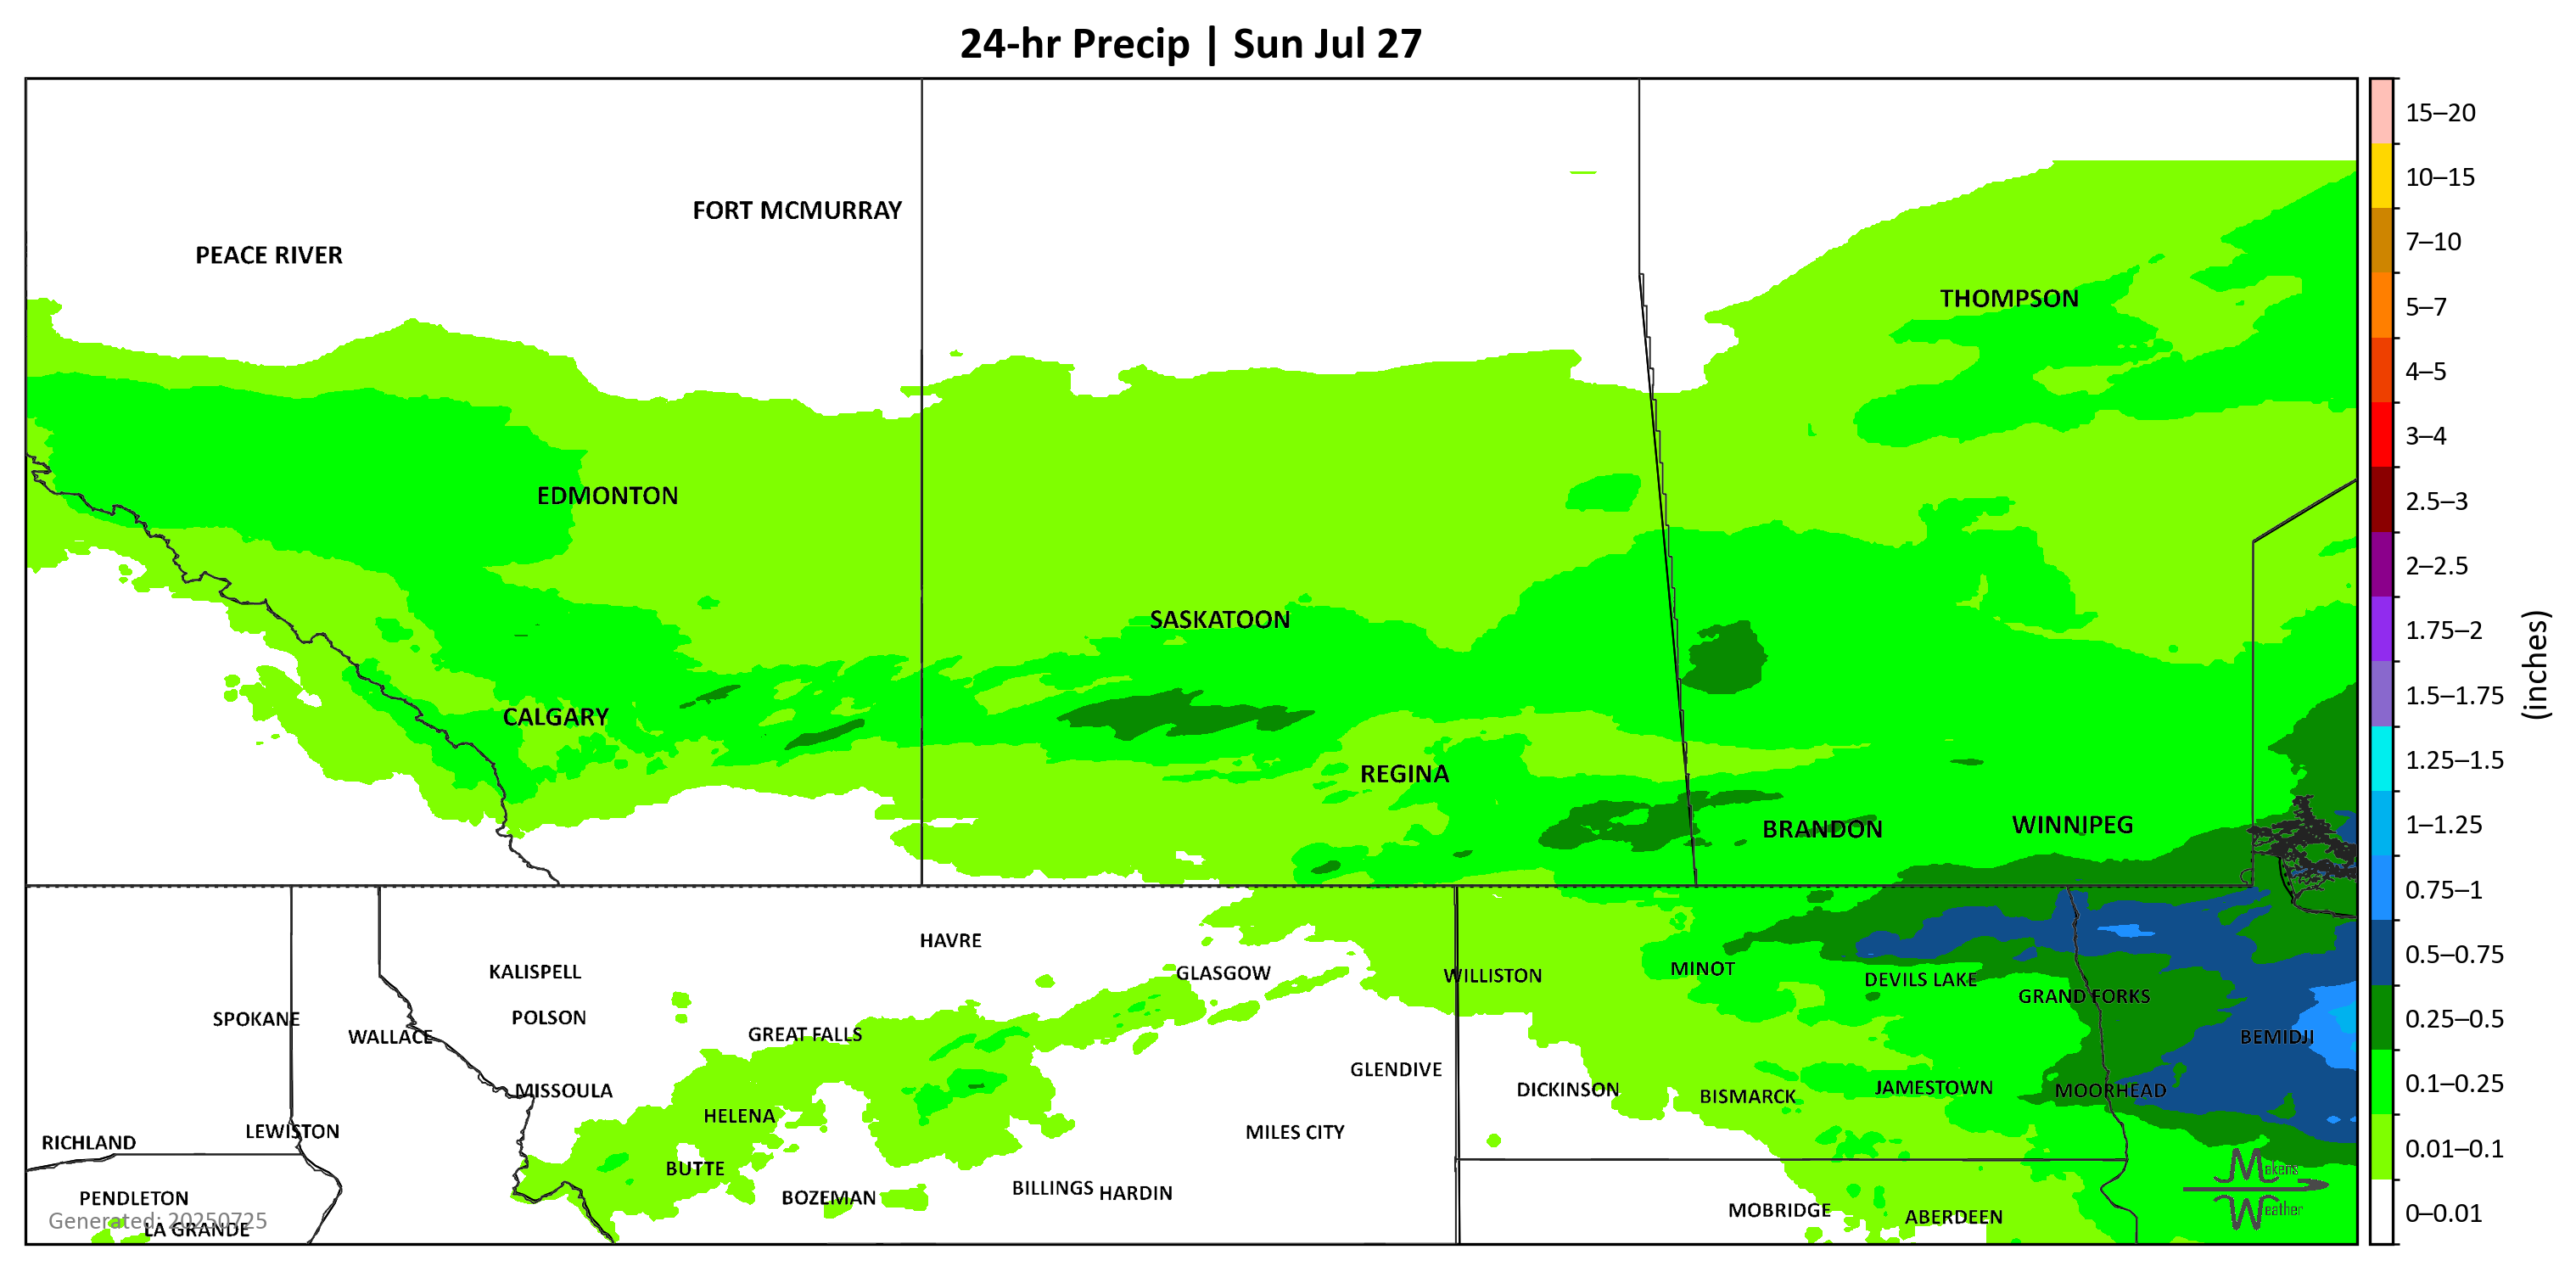 24-hr Precip | Sun Jul 27
FORT MCMURRAY
PEACE RIVER
THOMPSON
EDMONTON
SASKATOON
CALGARY
REGINA
BRANDON
WINNIPEG
HAVRE
KALISPELL
GLASGOW
WILLISTON
MINOT
DEVILS LAKE
GRAND FORKS
SPOKANE
POLSON
WALLACE
GREAT FALLS
BEMIDJI
GLENDIVE
MISSOULA
DICKINSON
BISMARCK
JAMESTOWN
MOORHEAD
HELENA
RICHLAND
LEWISTON
MILES CITY
BUTTE
PENDLETON
BOZEMAN
BILLINGS
HARDIN
MOBRIDGE
ABERDEEN
Generated: 20250725
LA GRANDE
Makens
Weather
15–20
10–15
7–10
5–7
4–5
3–4
2.5–3
2–2.5
1.75–2
1.5–1.75
1.25–1.5
1–1.25
0.75–1
0.5–0.75
0.25–0.5
0.1–0.25
0.01–0.1
0–0.01
(inches)